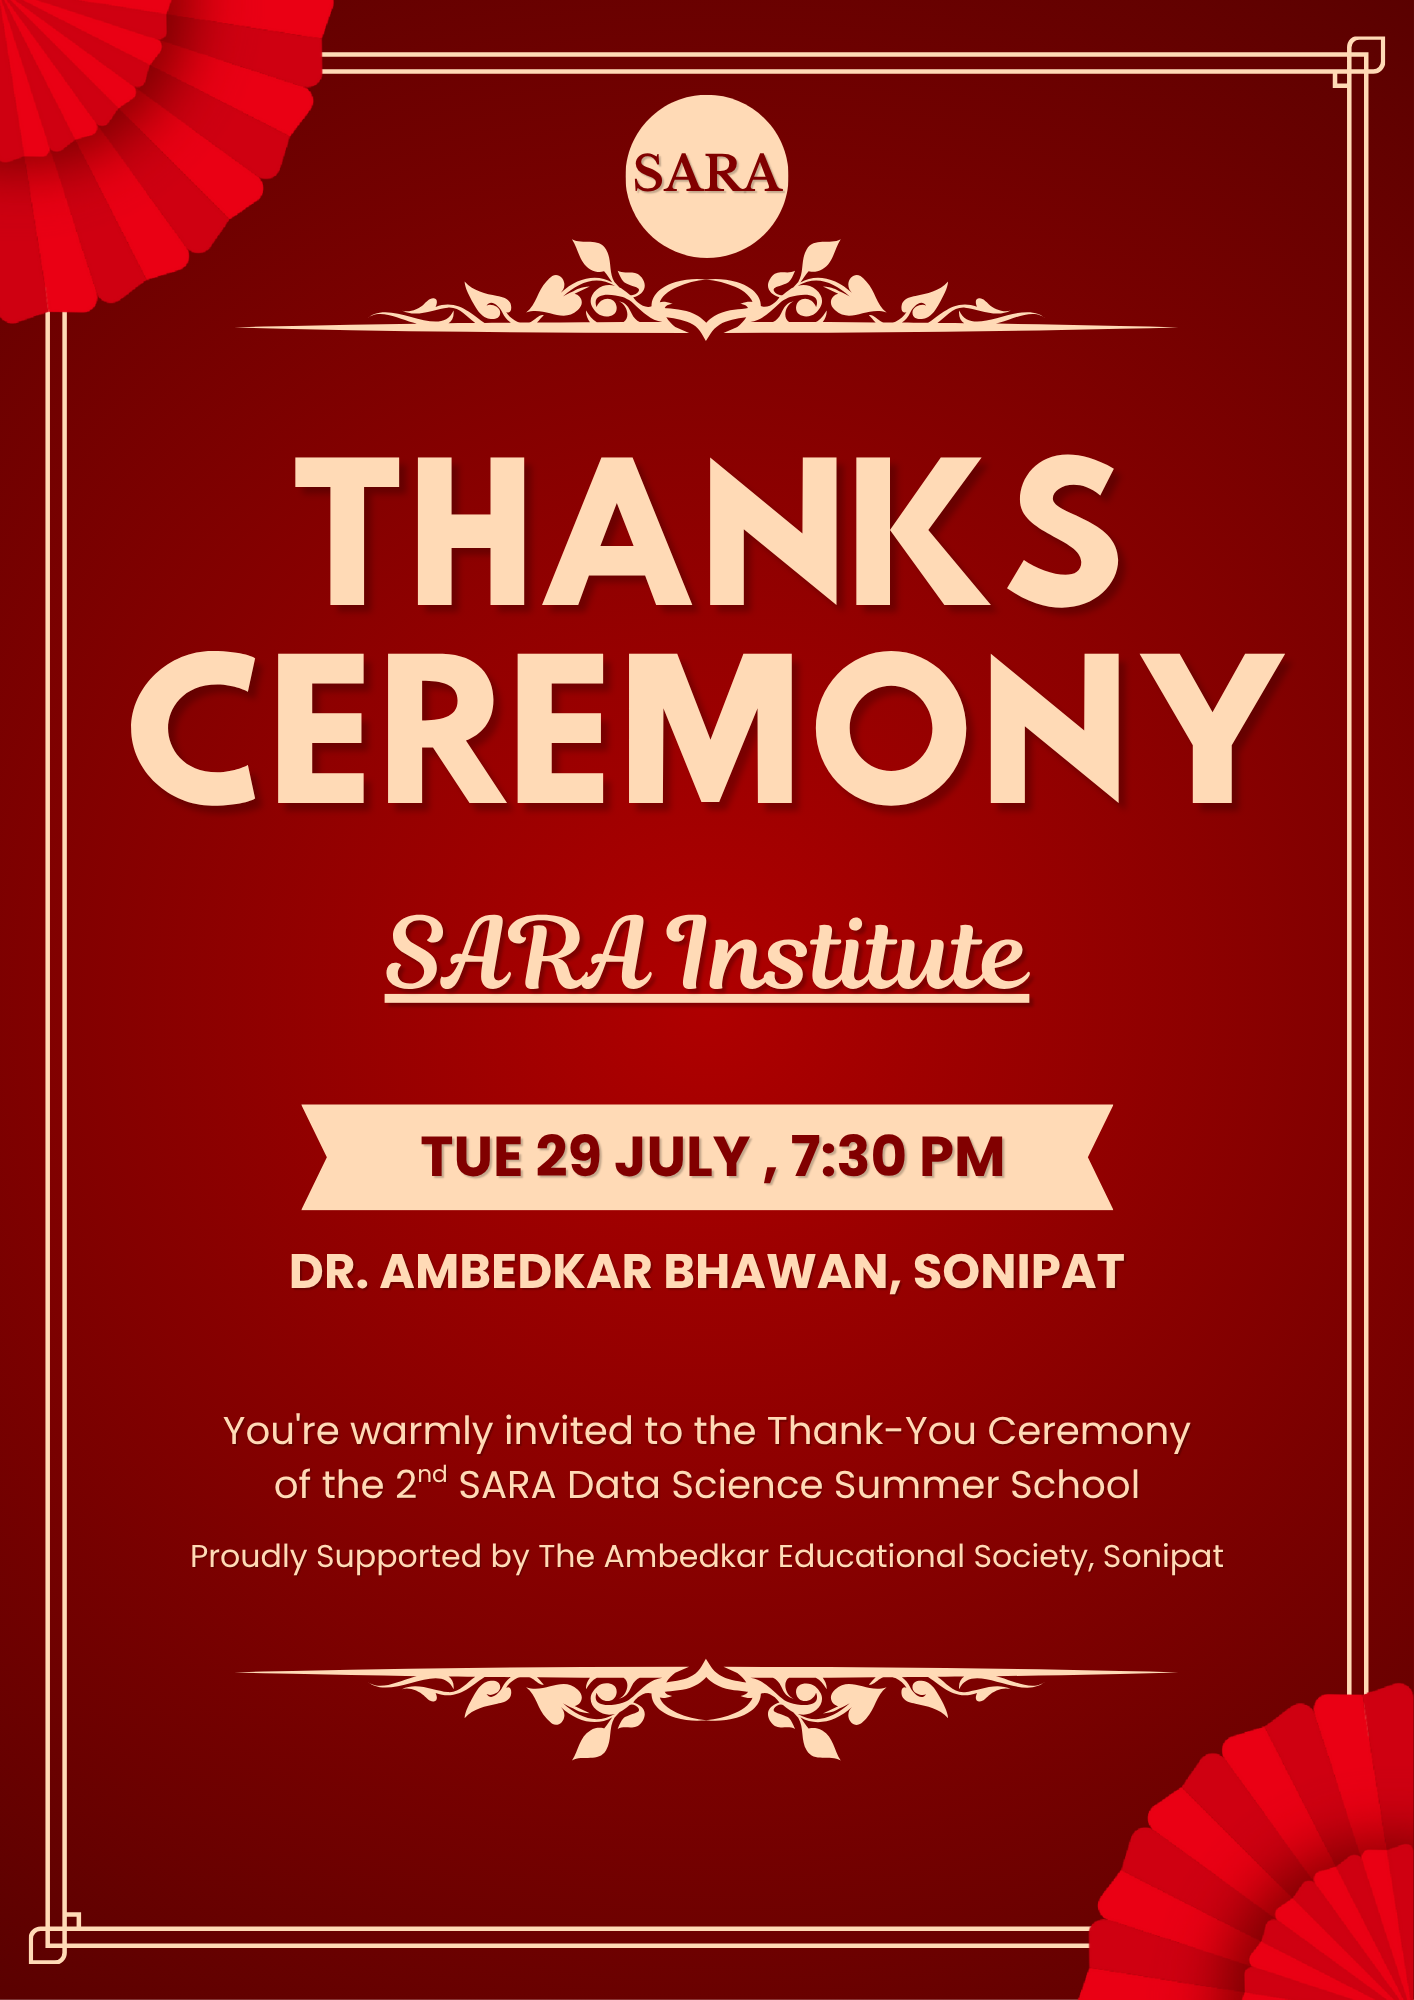 SARA
THANKS
CEREMONY
SARA Institute
TUE 29 JULY , 7:30 PM
DR. AMBEDKAR BHAWAN, SONIPAT
You're warmly invited to the Thank-You Ceremony
of the 2nd SARA Data Science Summer School
Proudly Supported by The Ambedkar Educational Society, Sonipat